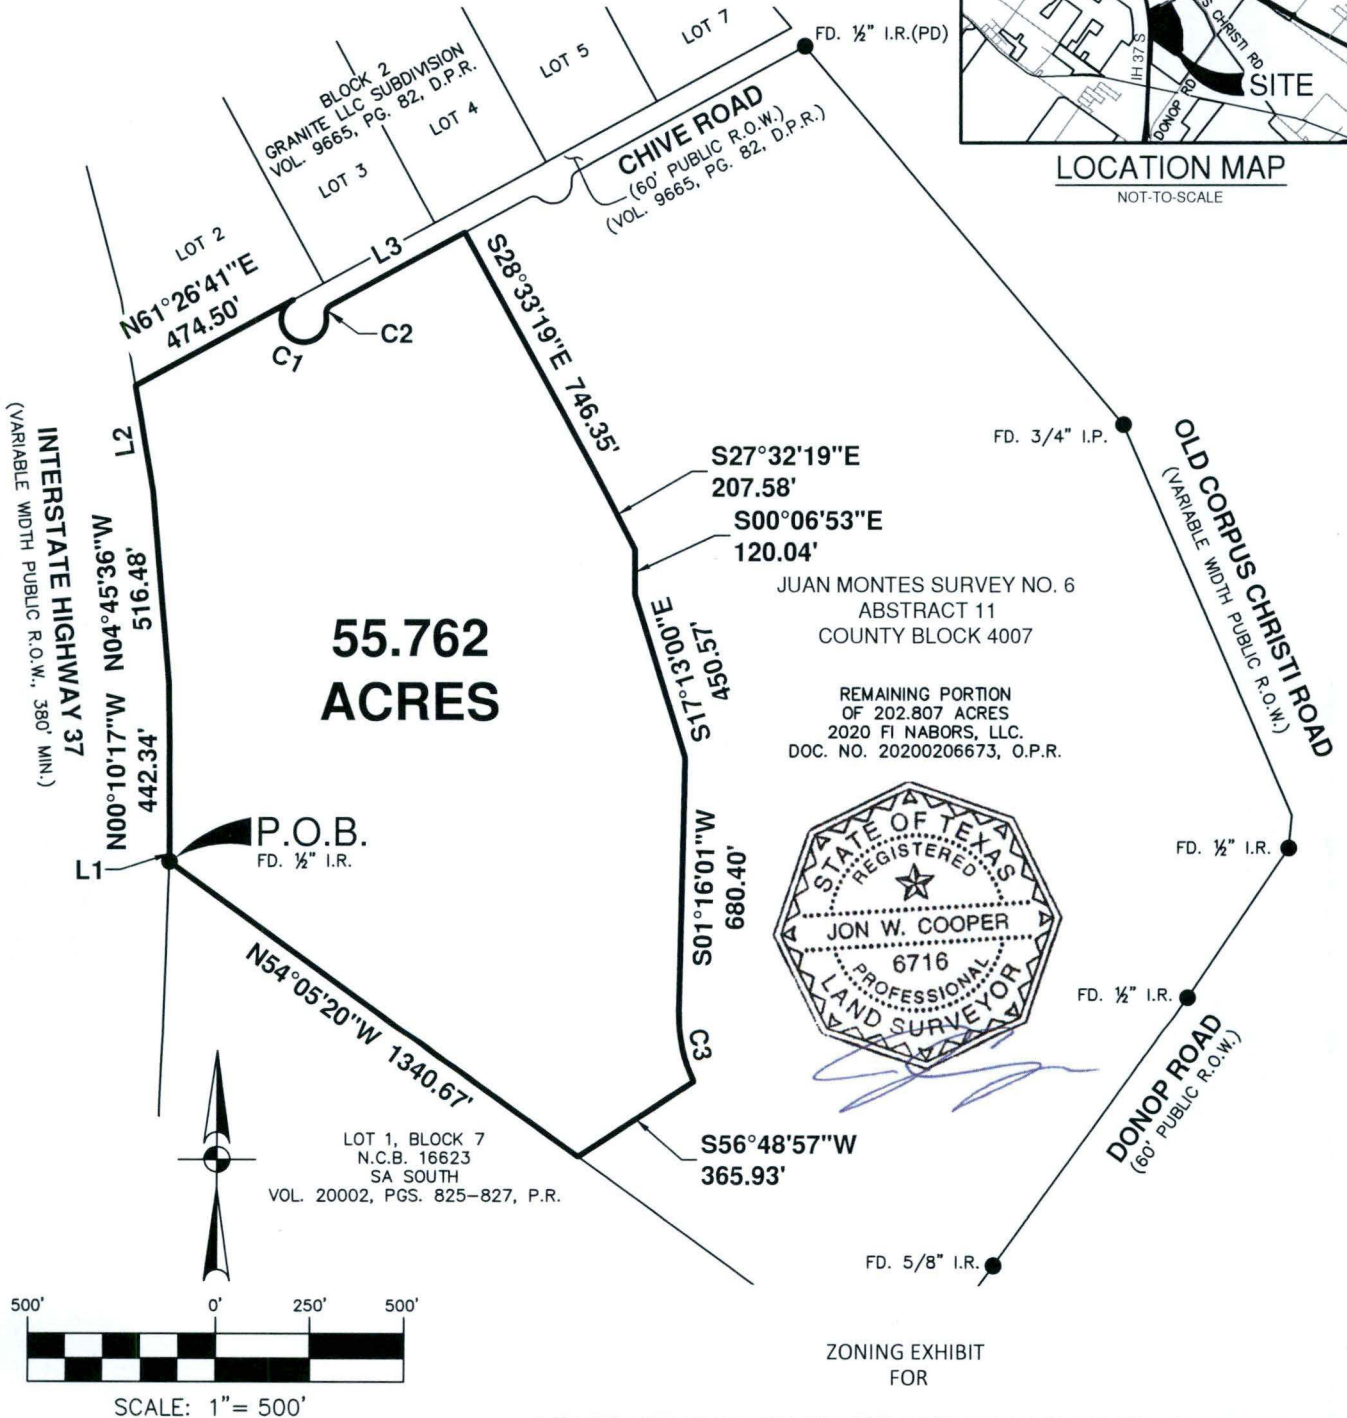 FD. ½" I.R.(PD)
IH 37 S
S CHRISTI RD
DONOP RD
SITE
LOCATION MAP
NOT-TO-SCALE
BLOCK 2
GRANITE LLC SUBDIVISION
VOL. 9665, PG. 82, D.P.R.
LOT 2
LOT 3
LOT 4
LOT 5
LOT 7
CHIVE ROAD
(60' PUBLIC R.O.W.)
(VOL. 9665, PG. 82, D.P.R.)
L3
N61°26'41"E
474.50'
C1
C2
S28°33'19"E 746.35'
L2
INTERSTATE HIGHWAY 37
(VARIABLE WIDTH PUBLIC R.O.W., 380' MIN.)
N04°45'36"W
516.48'
N00°10'17"W
442.34'
FD. 3/4" I.P.
OLD CORPUS CHRISTI ROAD
(VARIABLE WIDTH PUBLIC R.O.W.)
S27°32'19"E
207.58'
S00°06'53"E
120.04'
JUAN MONTES SURVEY NO. 6
ABSTRACT 11
COUNTY BLOCK 4007
55.762
ACRES
S17°13'00"E
450.57'
REMAINING PORTION
OF 202.807 ACRES
2020 FI NABORS, LLC.
DOC. NO. 20200206673, O.P.R.
P.O.B.
FD. ½" I.R.
L1
S01°16'01"W
680.40'
STATE OF TEXAS
REGISTERED
JON W. COOPER
6716
PROFESSIONAL
LAND SURVEYOR
FD. ½" I.R.
FD. ½" I.R.
N54°05'20"W 1340.67'
C3
DONOP ROAD
(60' PUBLIC R.O.W.)
S56°48'57"W
365.93'
LOT 1, BLOCK 7
N.C.B. 16623
SA SOUTH
VOL. 20002, PGS. 825-827, P.R.
FD. 5/8" I.R.
500' 0' 250' 500'
SCALE: 1"= 500'
ZONING EXHIBIT
FOR